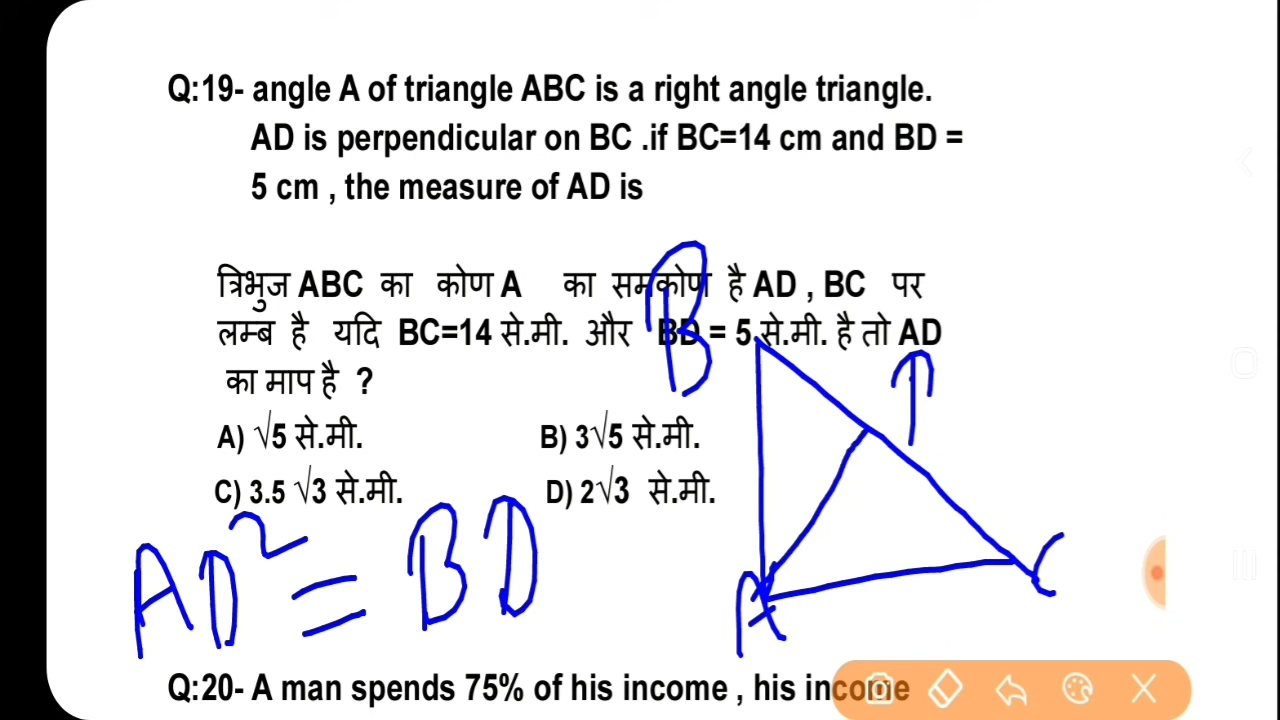 Q:19- angle A of triangle ABC is a right angle triangle.
AD is perpendicular on BC .if BC=14 cm and BD =
5 cm , the measure of AD is
त्रिभुज ABC का कोण A का समकोण है AD , BC पर
लम्ब है यदि BC=14 से.मी. और BD = 5 से.मी. है तो AD
का माप है ?
A) √5 से.मी. B) 3√5 से.मी.
C) 3.5 √3 से.मी. D) 2√3 से.मी.
B
D
A
C
AD² = BD
Q:20- A man spends 75% of his income , his income